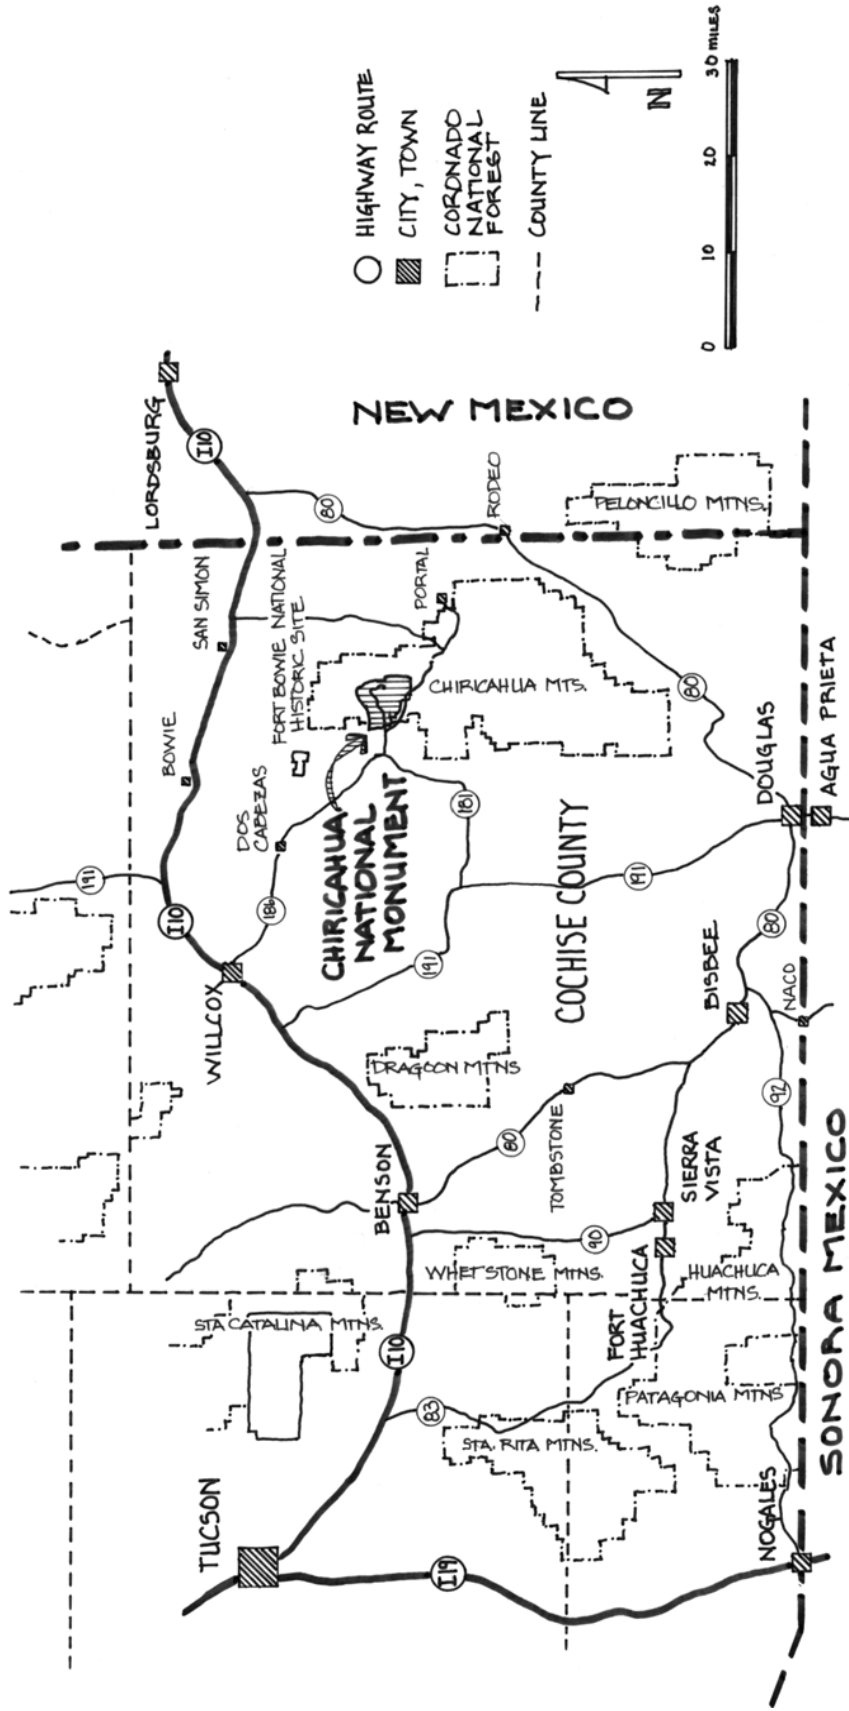 LORDSBURG
I10
80
NEW MEXICO
RODEO
PELONCILLO MTNS.
SAN SIMON
FORT BOWIE NATIONAL
HISTORIC SITE
PORTAL
BOWIE
CHIRICAHUA MTS.
80
DOUGLAS
AGUA PRIETA
DOS
CABEZAS
CHIRICAHUA
NATIONAL
MONUMENT
181
191
I10
186
191
191
COCHISE COUNTY
80
BISBEE
NACO
WILLCOX
DRAGOON MTNS
92
TOMBSTONE
80
SIERRA
VISTA
BENSON
90
WHETSTONE MTNS.
FORT
HUACHUCA
HUACHUCA
MTNS.
STA CATALINA MTNS.
I10
83
STA. RITA MTNS.
PATAGONIA MTNS
SONORA MEXICO
TUCSON
I19
NOGALES
HIGHWAY ROUTE
CITY, TOWN
CORONADO
NATIONAL
FOREST
COUNTY LINE
N
0 10 20 30 MILES